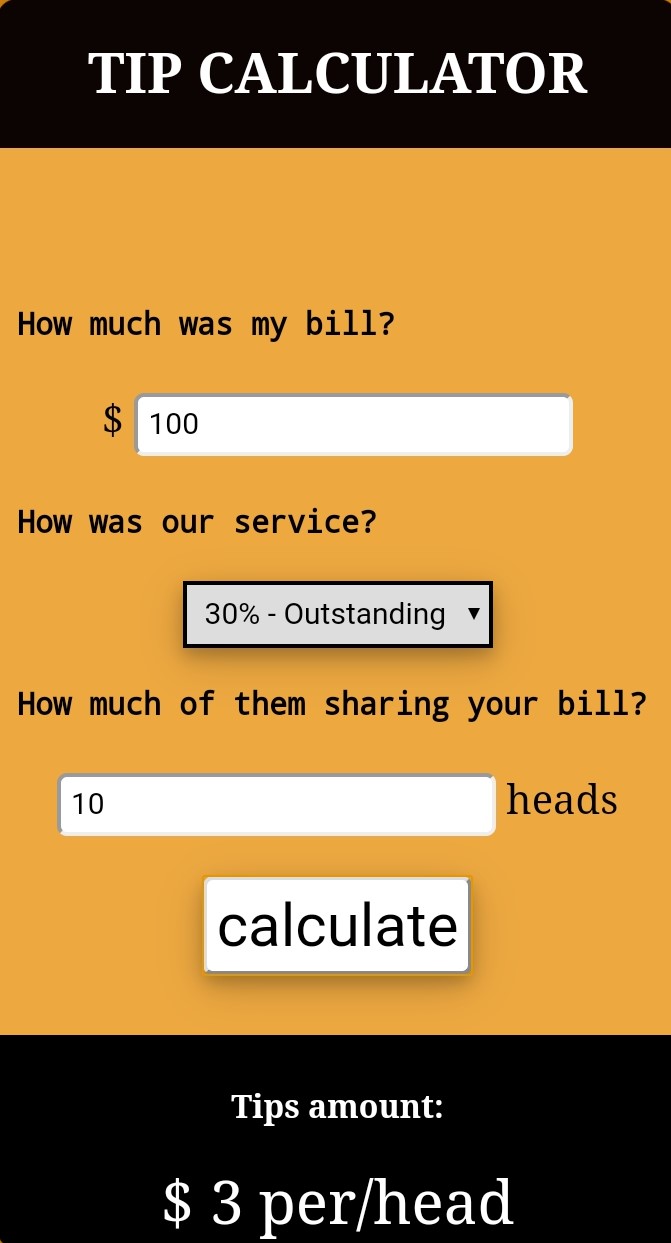 TIP CALCULATOR
How much was my bill?
$ 100
How was our service?
30% - Outstanding ▼
How much of them sharing your bill?
10 heads
calculate
Tips amount:
$ 3 per/head